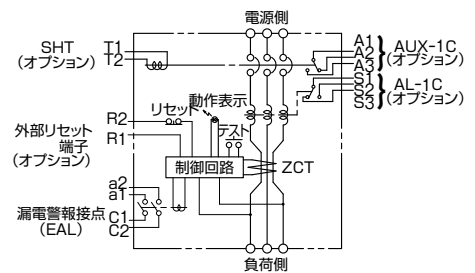 電源側
SHT
(オプション)
T1
T2
A1
A2
A3
AUX-1C
(オプション)
S1
S2
S3
AL-1C
(オプション)
動作表示
リセット
R2
R1
テスト
外部リセット
端子
(オプション)
制御回路
ZCT
a2
a1
C1
C2
漏電警報接点
(EAL)
負荷側